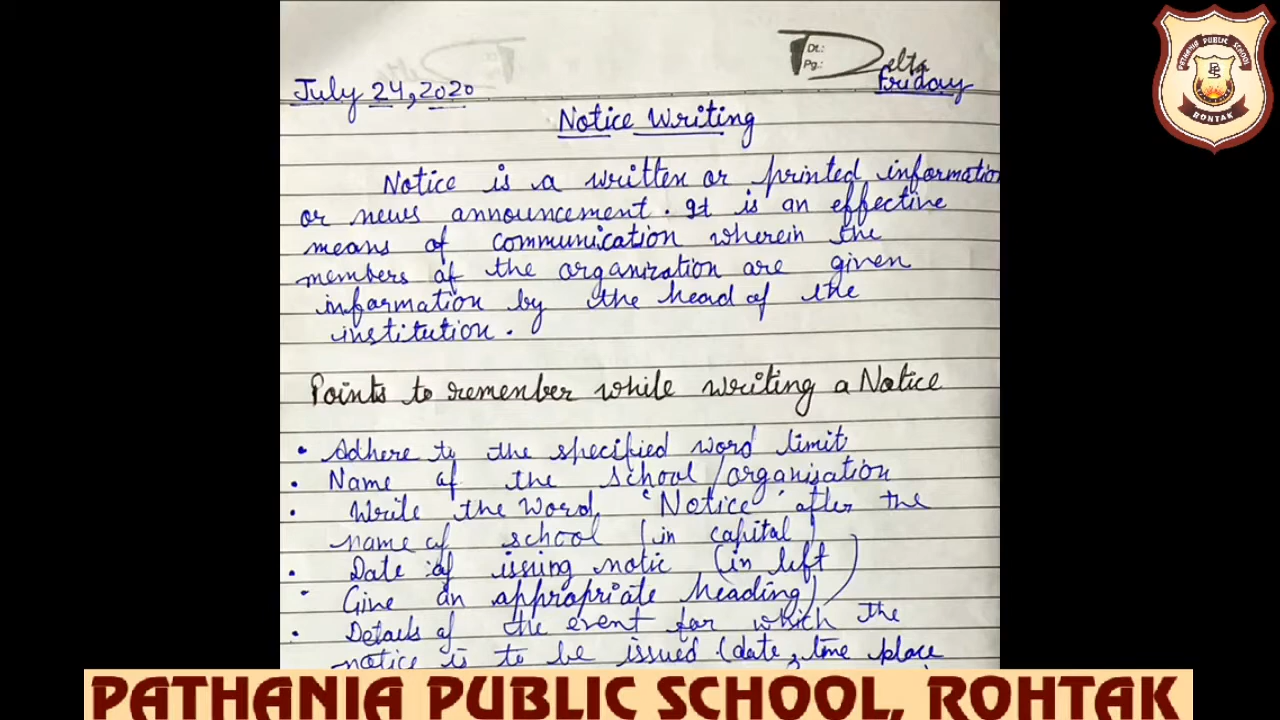 Dt.:
Pg.:
Delta
July 24, 2020
Friday
Notice Writing
Notice is a written or printed information
or news announcement. It is an effective
means of communication wherein the
members of the organization are given
information by the head of the
institution.
Points to remember while writing a Notice
• Adhere to the specified word limit
• Name of the school/organisation
• Write the Word 'Notice' after the
name of school (in capital)
• Date of issuing notic (in left)
• Give an appropriate heading)
• Details of the event for which the
notice is to be issued (date, time place
PATHANIA PUBLIC SCHOOL, ROHTAK
PATHANIA PUBLIC SCHOOL
ROHTAK